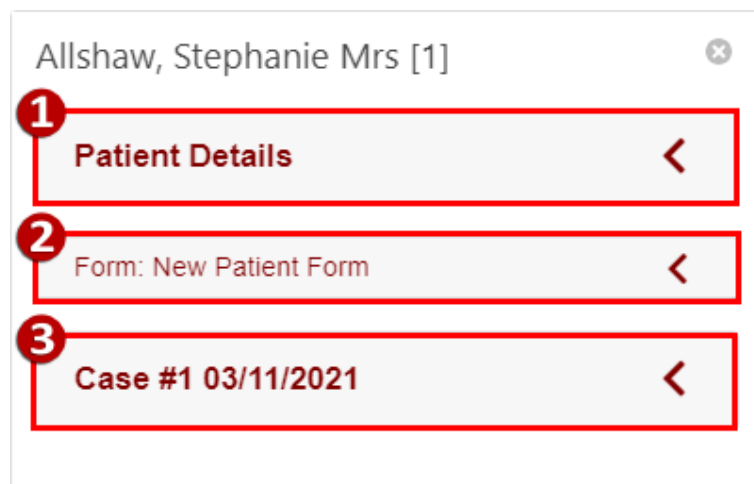 Allshaw, Stephanie Mrs [1]
1
Patient Details
2
Form: New Patient Form
3
Case #1 03/11/2021